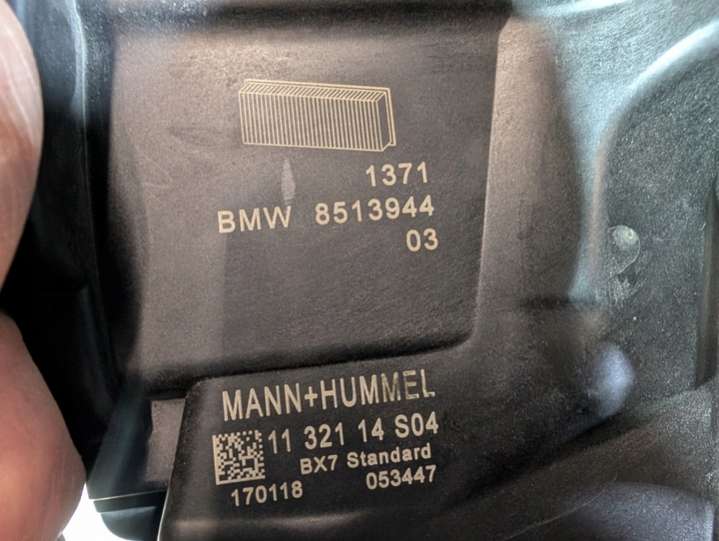 1371
BMW 8513944
03
MANN+HUMMEL
11 321 14 S04
BX7 Standard
170118 053447